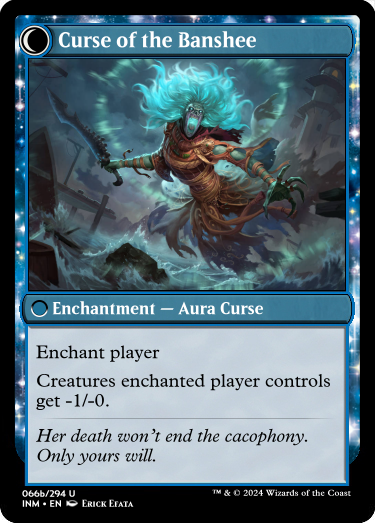 Curse of the Banshee
Enchantment — Aura Curse
Enchant player
Creatures enchanted player controls
get -1/-0.
Her death won't end the cacophony.
Only yours will.
066b/294 U
INM • EN Erick Efata
™ & © 2024 Wizards of the Coast